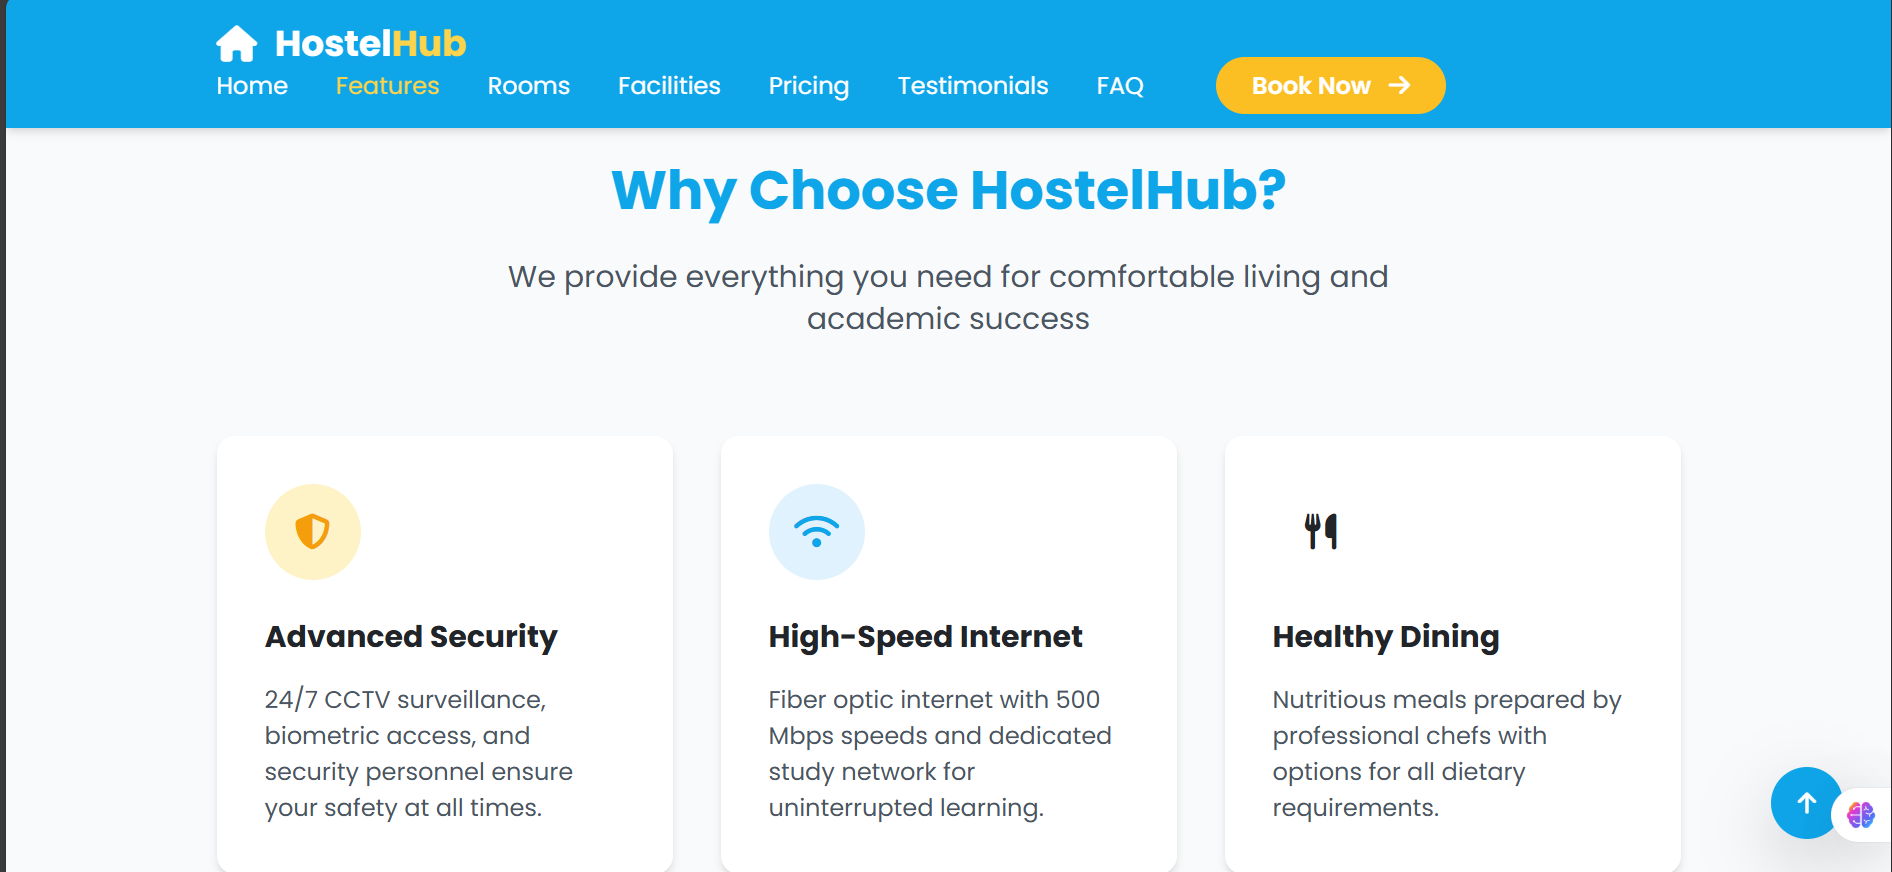 HostelHub
Home Features Rooms Facilities Pricing Testimonials FAQ Book Now
Why Choose HostelHub?
We provide everything you need for comfortable living and
academic success
Advanced Security
24/7 CCTV surveillance,
biometric access, and
security personnel ensure
your safety at all times.
High-Speed Internet
Fiber optic internet with 500
Mbps speeds and dedicated
study network for
uninterrupted learning.
Healthy Dining
Nutritious meals prepared by
professional chefs with
options for all dietary
requirements.